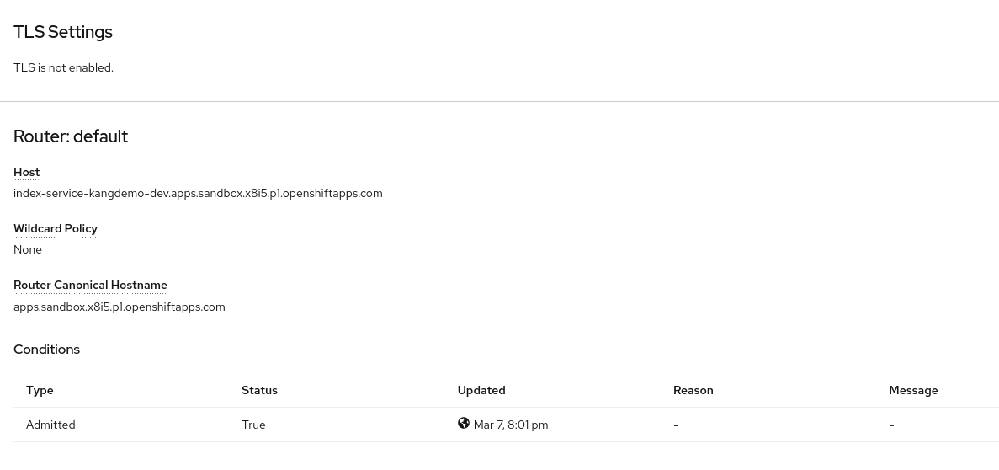 TLS Settings
TLS is not enabled.
Router: default
Host
index-service-kangdemo-dev.apps.sandbox.x8i5.p1.openshiftapps.com
Wildcard Policy
None
Router Canonical Hostname
apps.sandbox.x8i5.p1.openshiftapps.com
Conditions
Type Status Updated Reason Message
Admitted True Mar 7, 8:01 pm - -